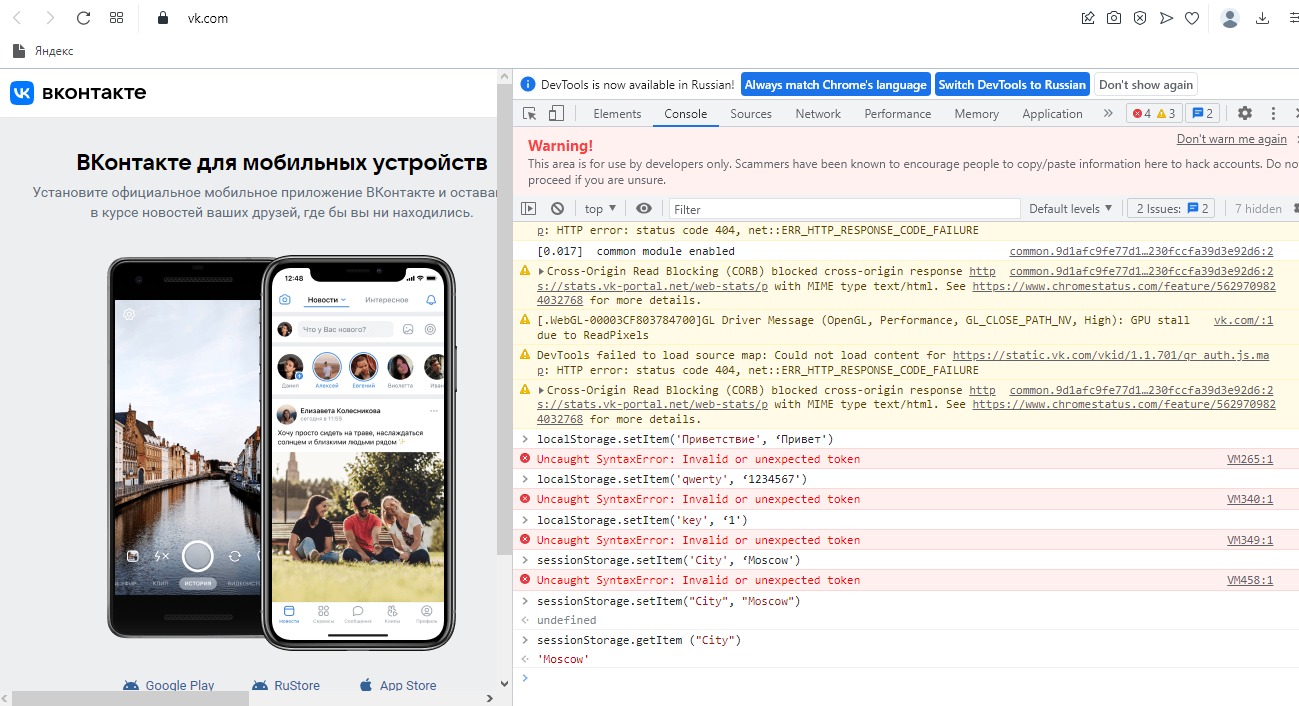 vk.com
Яндекс
вконтакте
ВКонтакте для мобильных устройств
Установите официальное мобильное приложение ВКонтакте и остава
в курсе новостей ваших друзей, где бы вы ни находились.
12:48
Новости
Интересное
Что у Вас нового?
Данил
Алексей
Евгений
Виолетта
Иван
Елизавета Колесникова
сегодня в 11:59
Хочу просто сидеть на траве, наслаждаться
солнцем и близкими людьми рядом
КЛИП
ИСТОРИЯ
Новости
Сервисы
Сообщения
Клипы
Профиль
Google Play
RuStore
App Store
DevTools is now available in Russian!
Always match Chrome's language
Switch DevTools to Russian
Don't show again
Elements
Console
Sources
Network
Performance
Memory
Application
»
4
3
2
Warning!
Don't warn me again
This area is for use by developers only. Scammers have been known to encourage people to copy/paste information here to hack accounts. Do no
proceed if you are unsure.
top
Filter
Default levels
2 Issues:
2
7 hidden
p: HTTP error: status code 404, net::ERR_HTTP_RESPONSE_CODE_FAILURE
[0.017]  common module enabled common.9d1afc9fe77d1…230fccfa39d3e92d6:2
Cross-Origin Read Blocking (CORB) blocked cross-origin response http common.9d1afc9fe77d1…230fccfa39d3e92d6:2
s://stats.vk-portal.net/web-stats/p with MIME type text/html. See https://www.chromestatus.com/feature/562970982
4032768 for more details.
[.WebGL-00003CF803784700]GL Driver Message (OpenGL, Performance, GL_CLOSE_PATH_NV, High): GPU stall vk.com/:1
due to ReadPixels
DevTools failed to load source map: Could not load content for https://static.vk.com/vkid/1.1.701/qr_auth.js.ma
p: HTTP error: status code 404, net::ERR_HTTP_RESPONSE_CODE_FAILURE
Cross-Origin Read Blocking (CORB) blocked cross-origin response http common.9d1afc9fe77d1…230fccfa39d3e92d6:2
s://stats.vk-portal.net/web-stats/p with MIME type text/html. See https://www.chromestatus.com/feature/562970982
4032768 for more details.
localStorage.setItem('Приветствие', ‘Привет')
Uncaught SyntaxError: Invalid or unexpected token VM265:1
localStorage.setItem('qwerty', ‘1234567')
Uncaught SyntaxError: Invalid or unexpected token VM340:1
localStorage.setItem('key', ‘1')
Uncaught SyntaxError: Invalid or unexpected token VM349:1
sessionStorage.setItem('City', ‘Moscow')
Uncaught SyntaxError: Invalid or unexpected token VM458:1
sessionStorage.setItem("City", "Moscow")
undefined
sessionStorage.getItem ("City")
'Moscow'